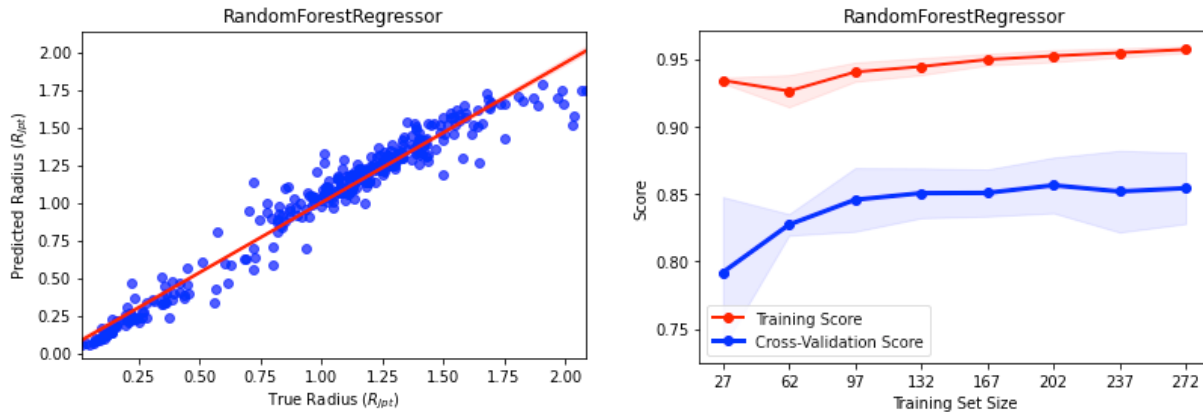 RandomForestRegressor
Predicted Radius (R_Jpt)
2.00
1.75
1.50
1.25
1.00
0.75
0.50
0.25
0.00
0.25 0.50 0.75 1.00 1.25 1.50 1.75 2.00
True Radius (R_Jpt)
RandomForestRegressor
Score
0.95
0.90
0.85
0.80
0.75
Training Score
Cross-Validation Score
27 62 97 132 167 202 237 272
Training Set Size